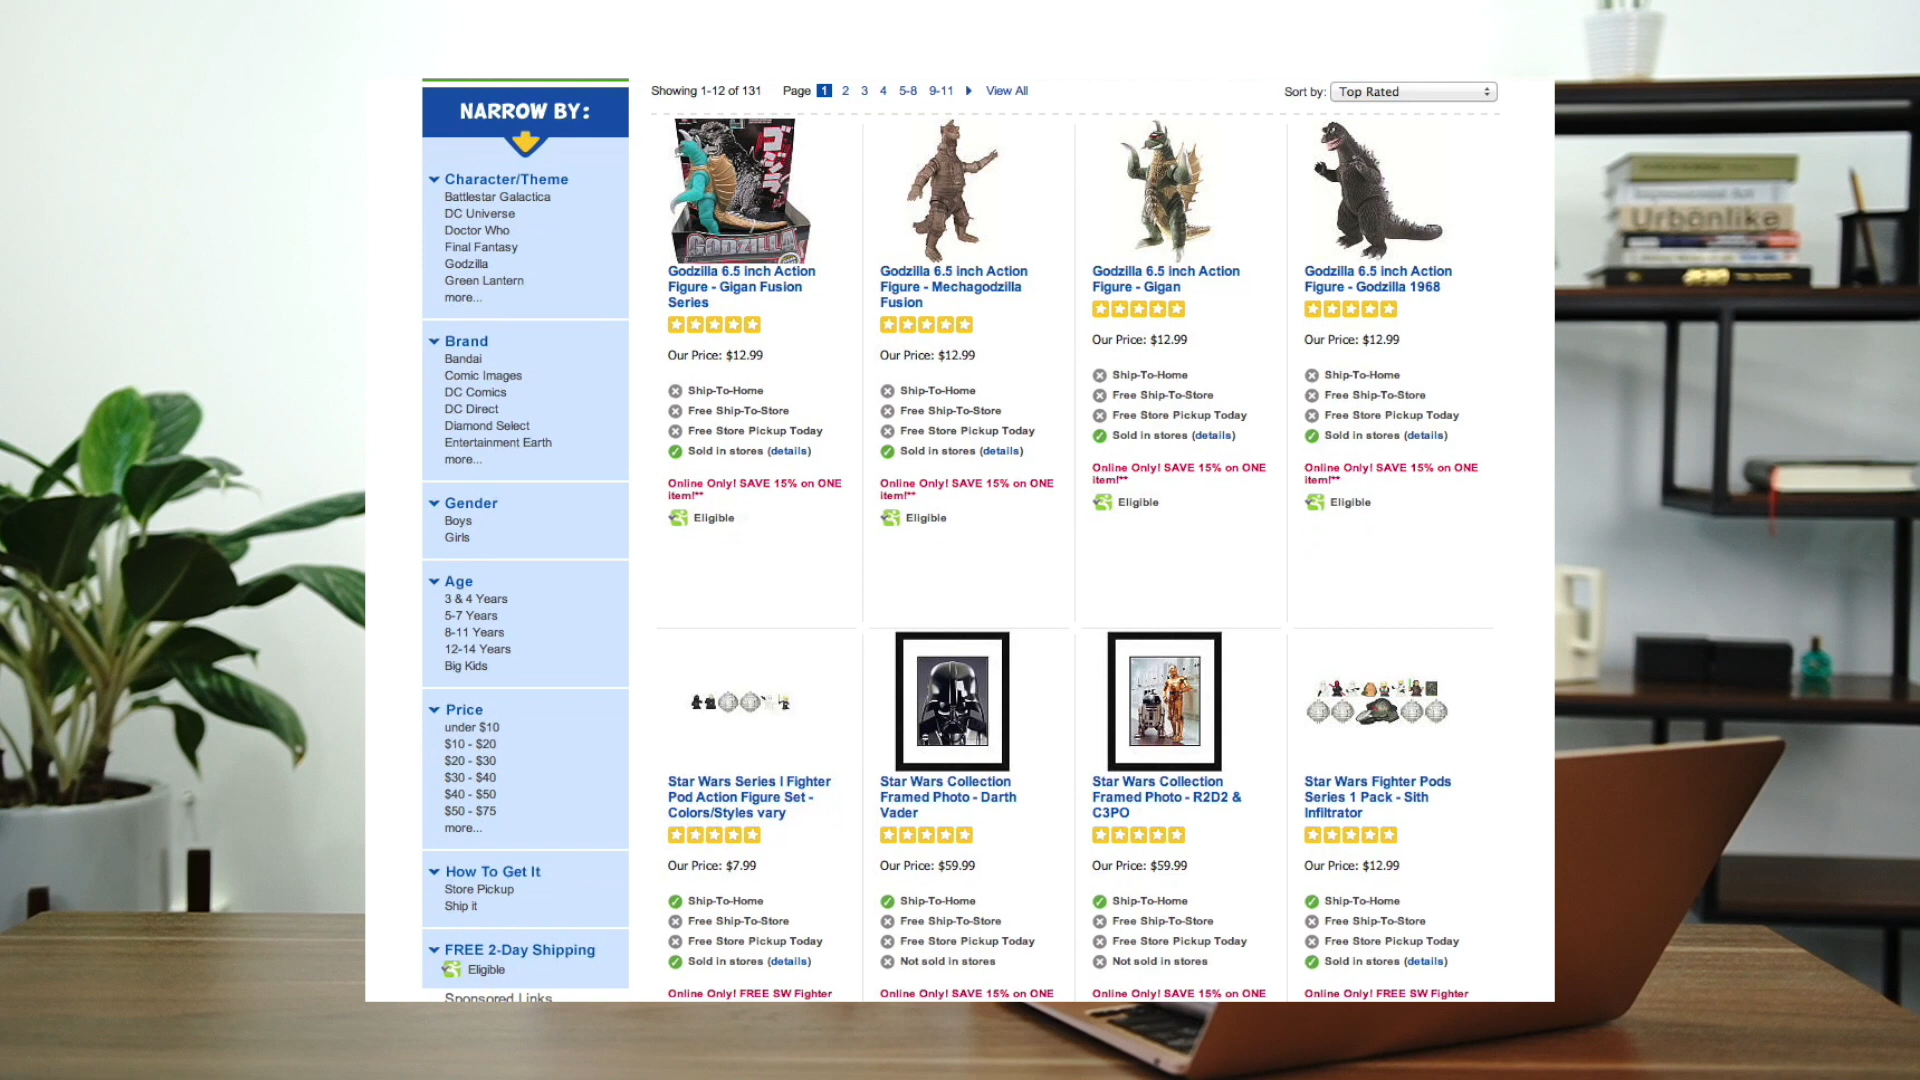 NARROW BY:
Character/Theme
Battlestar Galactica
DC Universe
Doctor Who
Final Fantasy
Godzilla
Green Lantern
more...
Brand
Bandai
Comic Images
DC Comics
DC Direct
Diamond Select
Entertainment Earth
more...
Gender
Boys
Girls
Age
3 & 4 Years
5-7 Years
8-11 Years
12-14 Years
Big Kids
Price
under $10
$10 - $20
$20 - $30
$30 - $40
$40 - $50
$50 - $75
more...
How To Get It
Store Pickup
Ship it
FREE 2-Day Shipping
Eligible
Sponsored Links
Showing 1-12 of 131 Page 1 2 3 4 5-8 9-11 View All
Sort by: Top Rated
ゴジラ
GODZILLA
Godzilla 6.5 inch Action
Figure - Gigan Fusion
Series
Our Price: $12.99
Ship-To-Home
Free Ship-To-Store
Free Store Pickup Today
Sold in stores (details)
Online Only! SAVE 15% on ONE
item!**
Eligible
Godzilla 6.5 inch Action
Figure - Mechagodzilla
Fusion
Our Price: $12.99
Ship-To-Home
Free Ship-To-Store
Free Store Pickup Today
Sold in stores (details)
Online Only! SAVE 15% on ONE
item!**
Eligible
Godzilla 6.5 inch Action
Figure - Gigan
Our Price: $12.99
Ship-To-Home
Free Ship-To-Store
Free Store Pickup Today
Sold in stores (details)
Online Only! SAVE 15% on ONE
item!**
Eligible
Godzilla 6.5 inch Action
Figure - Godzilla 1968
Our Price: $12.99
Ship-To-Home
Free Ship-To-Store
Free Store Pickup Today
Sold in stores (details)
Online Only! SAVE 15% on ONE
item!**
Eligible
Star Wars Series I Fighter
Pod Action Figure Set -
Colors/Styles vary
Our Price: $7.99
Ship-To-Home
Free Ship-To-Store
Free Store Pickup Today
Sold in stores (details)
Online Only! FREE SW Fighter
Star Wars Collection
Framed Photo - Darth
Vader
Our Price: $59.99
Ship-To-Home
Free Ship-To-Store
Free Store Pickup Today
Not sold in stores
Online Only! SAVE 15% on ONE
Star Wars Collection
Framed Photo - R2D2 &
C3PO
Our Price: $59.99
Ship-To-Home
Free Ship-To-Store
Free Store Pickup Today
Not sold in stores
Online Only! SAVE 15% on ONE
Star Wars Fighter Pods
Series 1 Pack - Sith
Infiltrator
Our Price: $12.99
Ship-To-Home
Free Ship-To-Store
Free Store Pickup Today
Sold in stores (details)
Online Only! FREE SW Fighter
Urbanlike